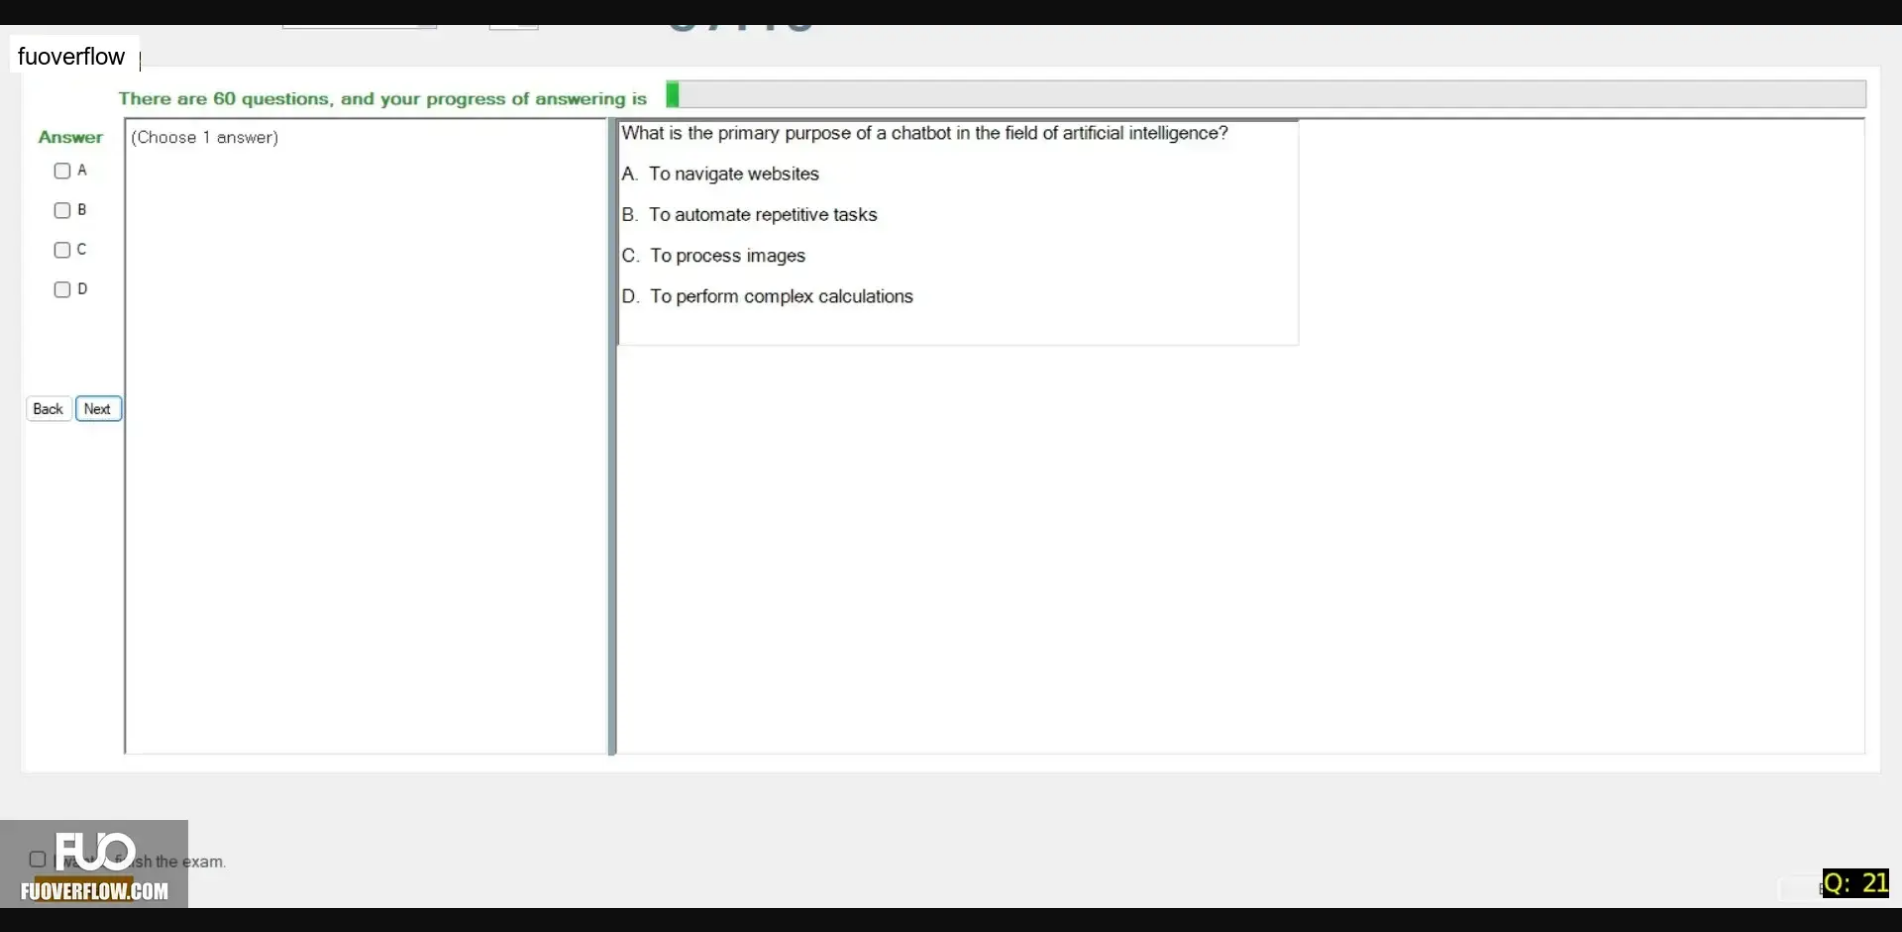 fuoverflow
There are 60 questions, and your progress of answering is
Answer
(Choose 1 answer)
A
B
C
D
Back
Next
What is the primary purpose of a chatbot in the field of artificial intelligence?
A. To navigate websites
B. To automate repetitive tasks
C. To process images
D. To perform complex calculations
FUO
the exam.
FUOVERFLOW.COM
Q: 21